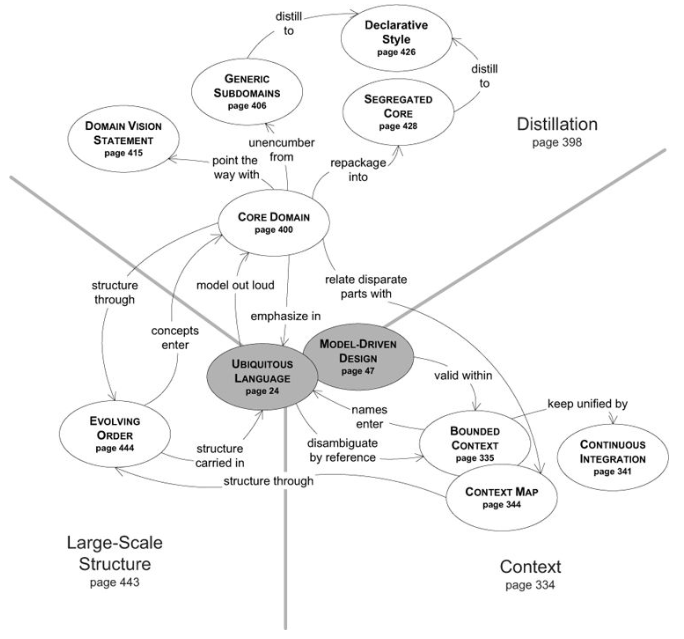 distill
to
DECLARATIVE
STYLE
page 426
GENERIC
SUBDOMAINS
page 406
distill
to
SEGREGATED
CORE
page 428
DOMAIN VISION
STATEMENT
page 415
Distillation
page 398
unencumber
from
point the
way with
repackage
into
CORE DOMAIN
page 400
structure
through
model out loud
relate disparate
parts with
concepts
enter
emphasize in
MODEL-DRIVEN
DESIGN
page 47
UBIQUITOUS
LANGUAGE
page 24
valid within
names
enter
keep unified by
EVOLVING
ORDER
page 444
structure
carried in
disambiguate
by reference
BOUNDED
CONTEXT
page 335
CONTINUOUS
INTEGRATION
page 341
structure through
CONTEXT MAP
page 344
Large-Scale
Structure
page 443
Context
page 334